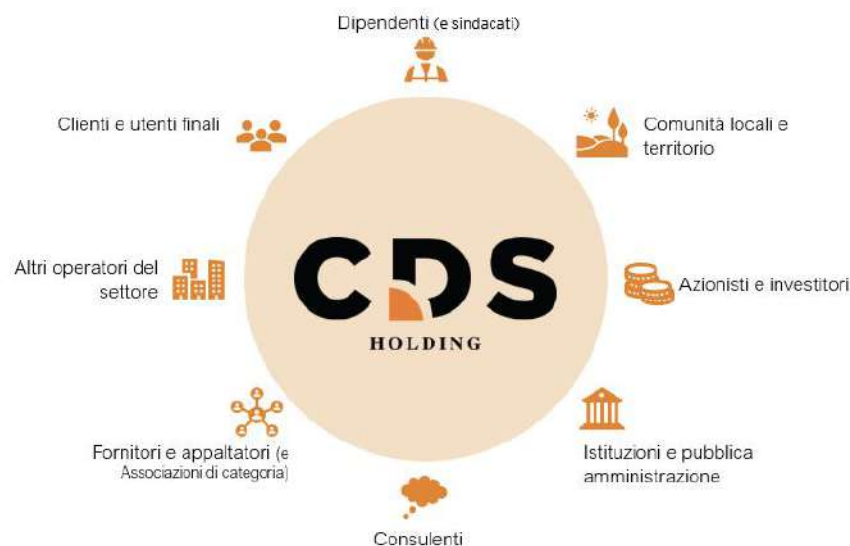 Dipendenti (e sindacati)
Clienti e utenti finali
Comunità locali e
territorio
Altri operatori del
settore
CDS
HOLDING
Azionisti e investitori
Fornitori e appaltatori (e
Associazioni di categoria)
Istituzioni e pubblica
amministrazione
Consulenti